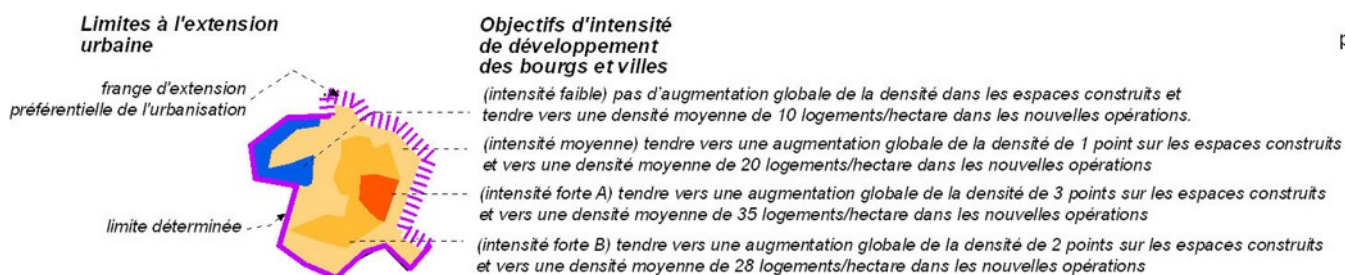 Limites à l'extension
urbaine
frange d'extension
préférentielle de l'urbanisation
limite déterminée
Objectifs d'intensité
de développement
des bourgs et villes
(intensité faible) pas d'augmentation globale de la densité dans les espaces construits et
tendre vers une densité moyenne de 10 logements/hectare dans les nouvelles opérations.
(intensité moyenne) tendre vers une augmentation globale de la densité de 1 point sur les espaces construits
et vers une densité moyenne de 20 logements/hectare dans les nouvelles opérations
(intensité forte A) tendre vers une augmentation globale de la densité de 3 points sur les espaces construits
et vers une densité moyenne de 35 logements/hectare dans les nouvelles opérations
(intensité forte B) tendre vers une augmentation globale de la densité de 2 points sur les espaces construits
et vers une densité moyenne de 28 logements/hectare dans les nouvelles opérations